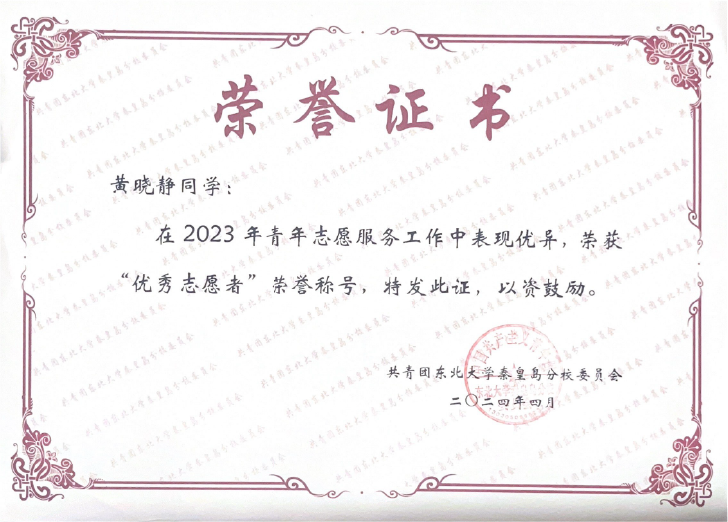 荣誉证书
黄晓静同学：
在2023年青年志愿服务工作中表现优异，荣获
“优秀志愿者”荣誉称号，特发此证，以资鼓励。
共青团东北大学秦皇岛分校委员会
二〇二四年四月